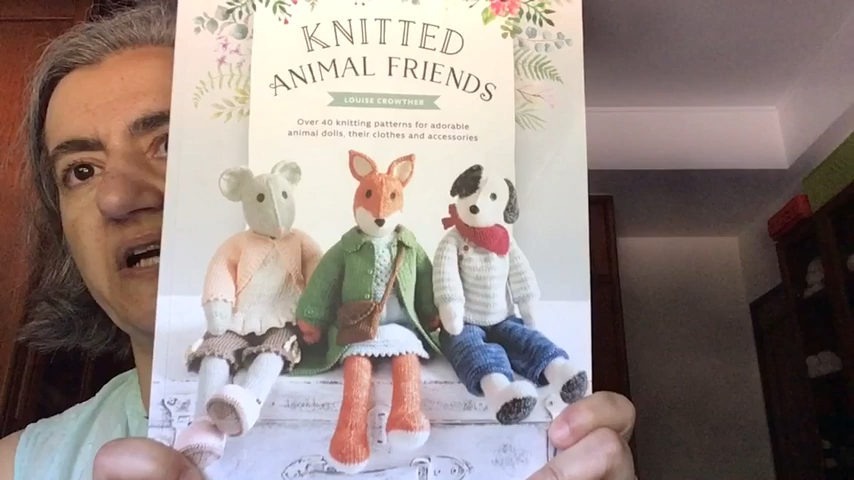 KNITTED
ANIMAL FRIENDS
LOUISE CROWTHER
Over 40 knitting patterns for adorable
animal dolls, their clothes and accessories